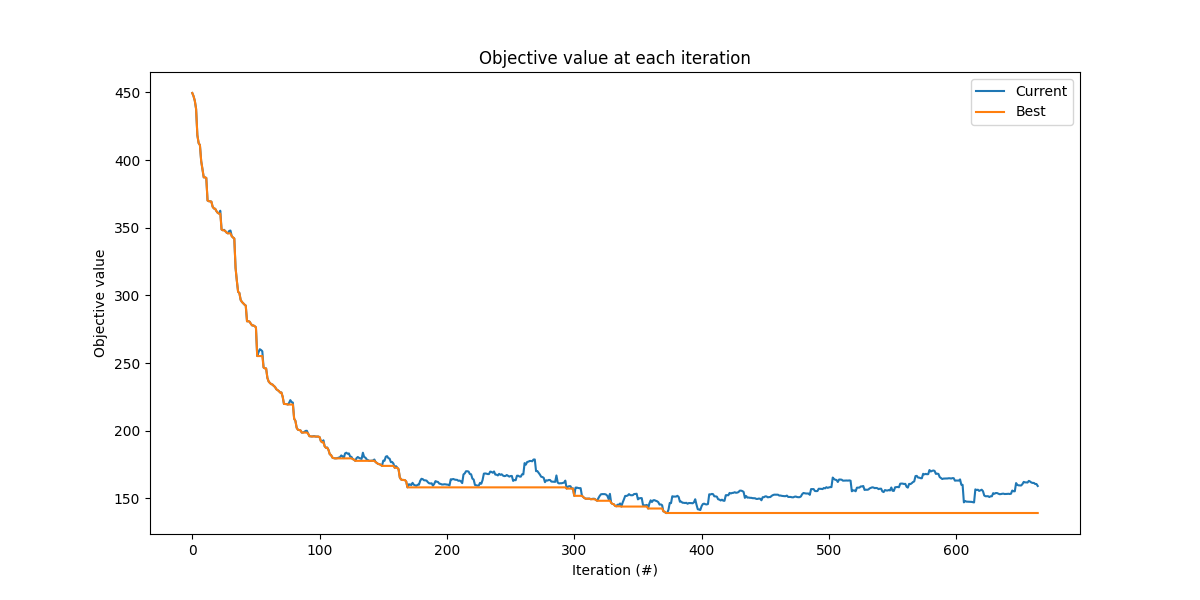 Objective value at each iteration
Current
Best
Objective value
450
400
350
300
250
200
150
0 100 200 300 400 500 600
Iteration (#)